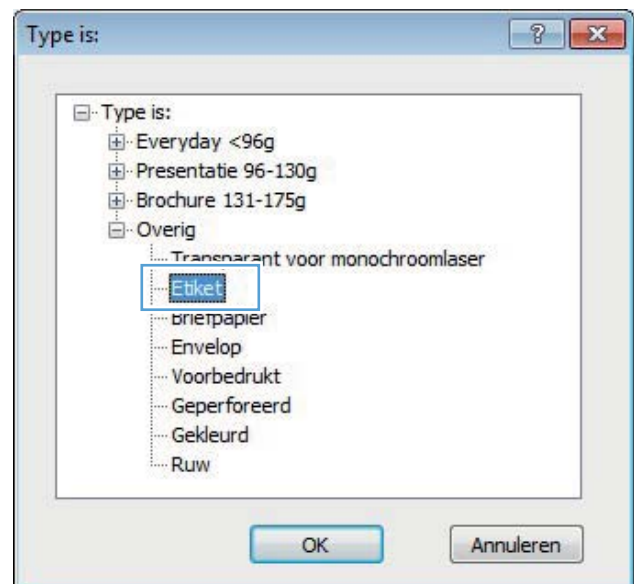 Type is:
Type is:
Everyday <96g
Presentatie 96-130g
Brochure 131-175g
Overig
Transparant voor monochroomlaser
Etiket
Briefpapier
Envelop
Voorbedrukt
Geperforeerd
Gekleurd
Ruw
OK Annuleren